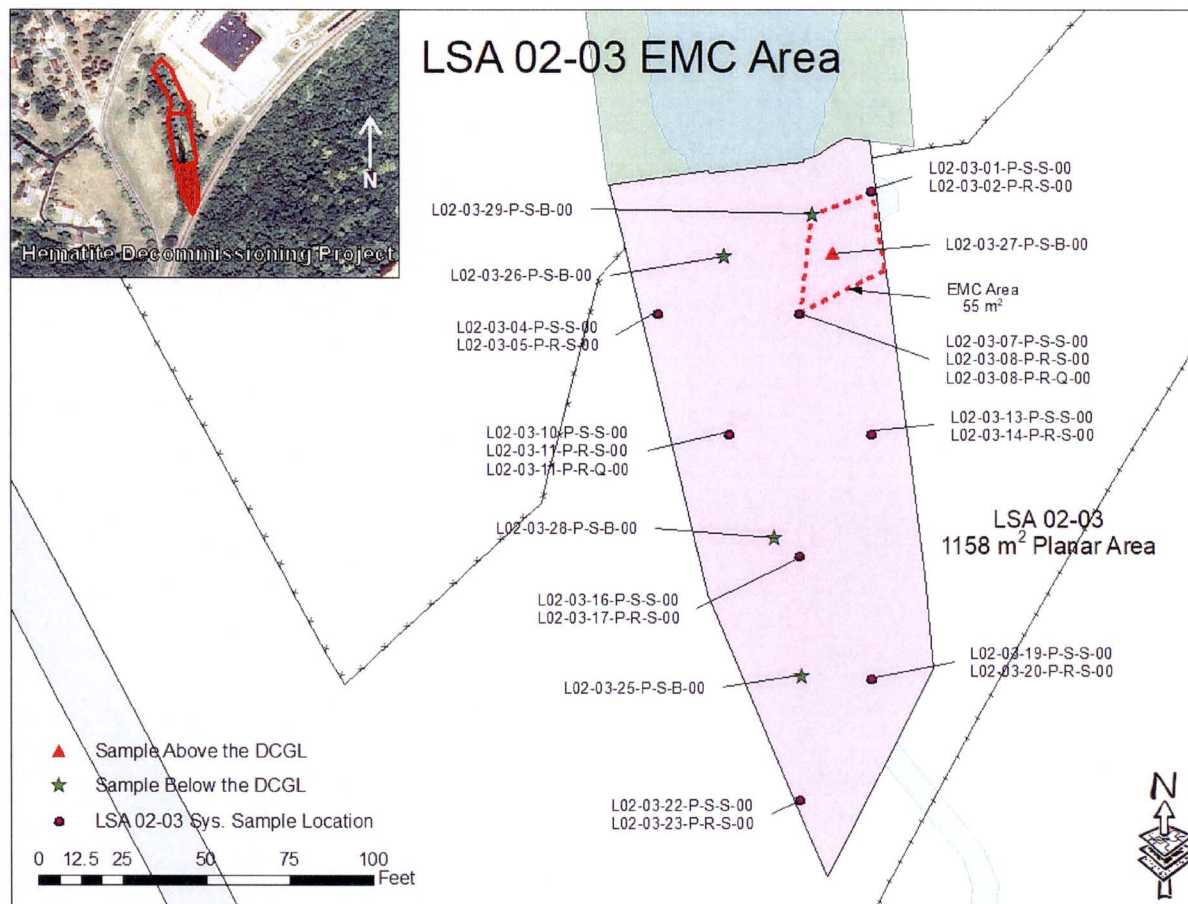 LSA 02-03 EMC Area
N
Hematite Decommissioning Project
L02-03-01-P-S-S-00
L02-03-02-P-R-S-00
L02-03-29-P-S-B-00
L02-03-27-P-S-B-00
L02-03-26-P-S-B-00
EMC Area
55 m²
L02-03-04-P-S-S-00
L02-03-05-P-R-S-00
L02-03-07-P-S-S-00
L02-03-08-P-R-S-00
L02-03-08-P-R-Q-00
L02-03-10-P-S-S-00
L02-03-11-P-R-S-00
L02-03-11-P-R-Q-00
L02-03-13-P-S-S-00
L02-03-14-P-R-S-00
L02-03-28-P-S-B-00
LSA 02-03
1158 m² Planar Area
L02-03-16-P-S-S-00
L02-03-17-P-R-S-00
L02-03-19-P-S-S-00
L02-03-20-P-R-S-00
L02-03-25-P-S-B-00
Sample Above the DCGL
Sample Below the DCGL
LSA 02-03 Sys. Sample Location
L02-03-22-P-S-S-00
L02-03-23-P-R-S-00
0 12.5 25 50 75 100
Feet
N